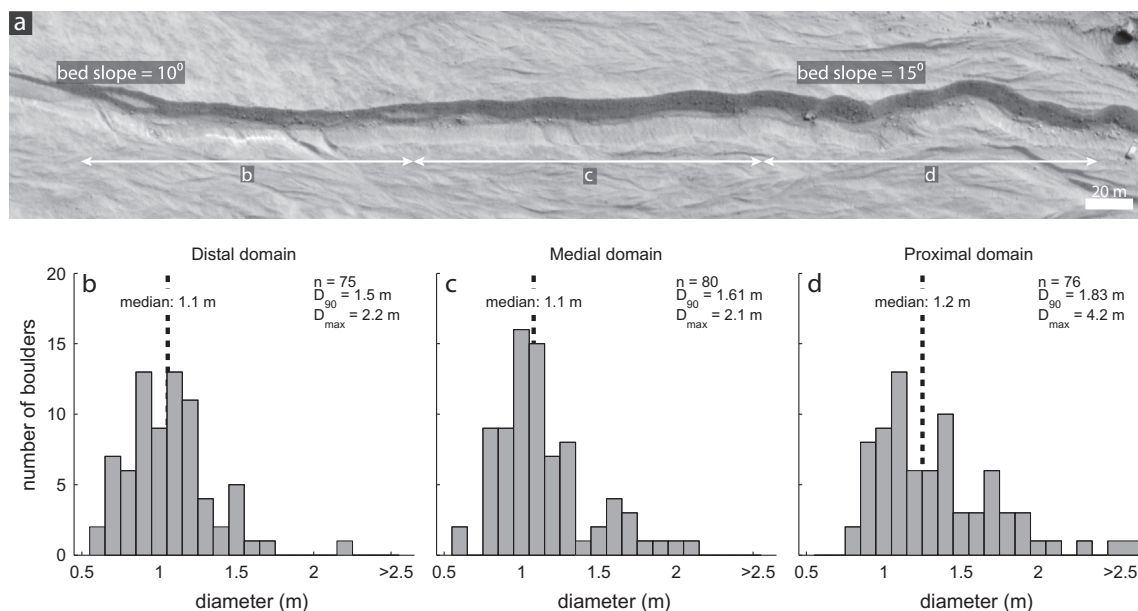 a
bed slope = 10⁰
bed slope = 15⁰
b
c
d
20 m
Distal domain
Medial domain
Proximal domain
b
median: 1.1 m
n = 75
D90 = 1.5 m
Dmax = 2.2 m
c
median: 1.1 m
n = 80
D90 = 1.61 m
Dmax = 2.1 m
d
median: 1.2 m
n = 76
D90 = 1.83 m
Dmax = 4.2 m
number of boulders
20
15
10
5
0
0.5 1 1.5 2 >2.5
0.5 1 1.5 2 >2.5
0.5 1 1.5 2 >2.5
diameter (m)
diameter (m)
diameter (m)